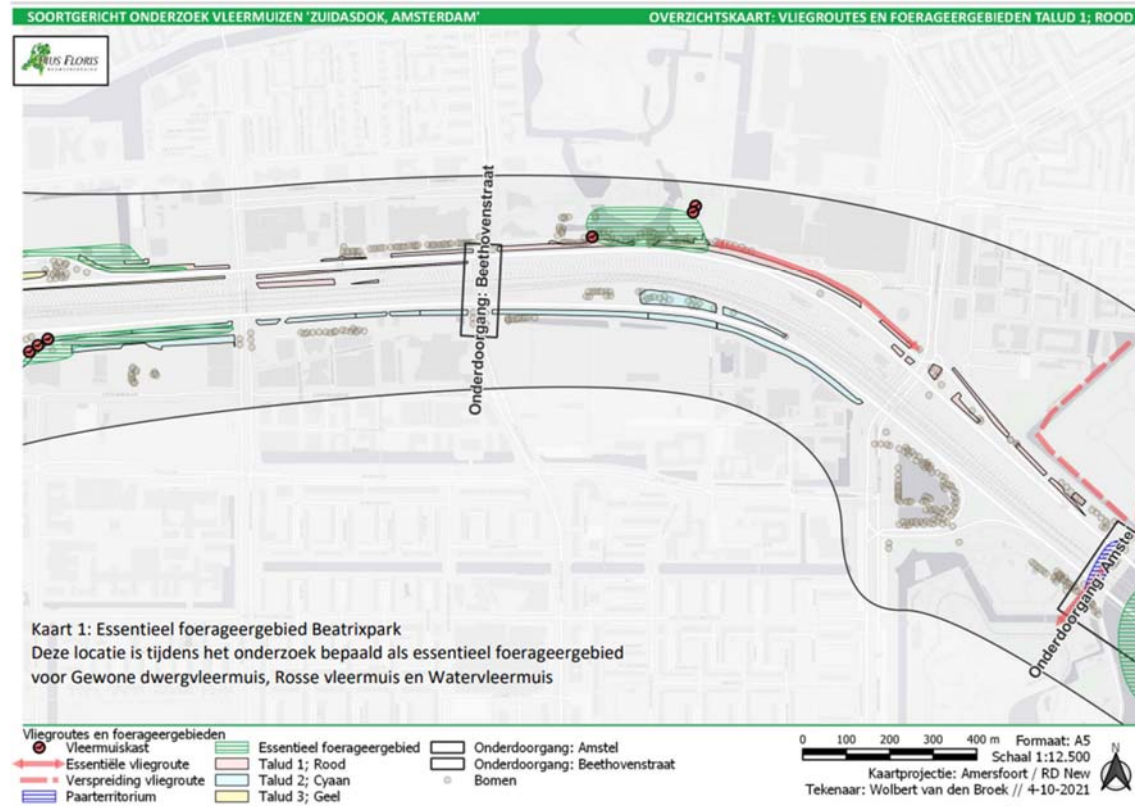 SOORTGERICHT ONDERZOEK VLEERMUIZEN 'ZUIDASDOK, AMSTERDAM'
OVERZICHTSKAART: VLIEGROUTES EN FOERAGEERGEBIEDEN TALUD 1; ROOD
PIUS FLORIS
BOOMVERZORGING
Onderdoorgang: Beethovenstraat
Onderdoorgang: Amstel
Kaart 1: Essentieel foerageergebied Beatrixpark
Deze locatie is tijdens het onderzoek bepaald als essentieel foerageergebied
voor Gewone dwergvleermuis, Rosse vleermuis en Watervleermuis
Vliegroutes en foerageergebieden
Vleermuiskast
Essentiële vliegroute
Verspreiding vliegroute
Paarterritorium
Essentieel foerageergebied
Talud 1; Rood
Talud 2; Cyaan
Talud 3; Geel
Onderdoorgang: Amstel
Onderdoorgang: Beethovenstraat
Bomen
0 100 200 300 400 m
Formaat: A5
Schaal 1:12.500
Kaartprojectie: Amersfoort / RD New
Tekenaar: Wolbert van den Broek // 4-10-2021
N